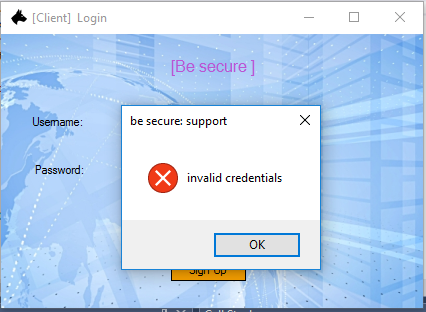 [Client] Login
[Be secure ]
Username:
be secure: support
Password:
invalid credentials
OK
Sign Up